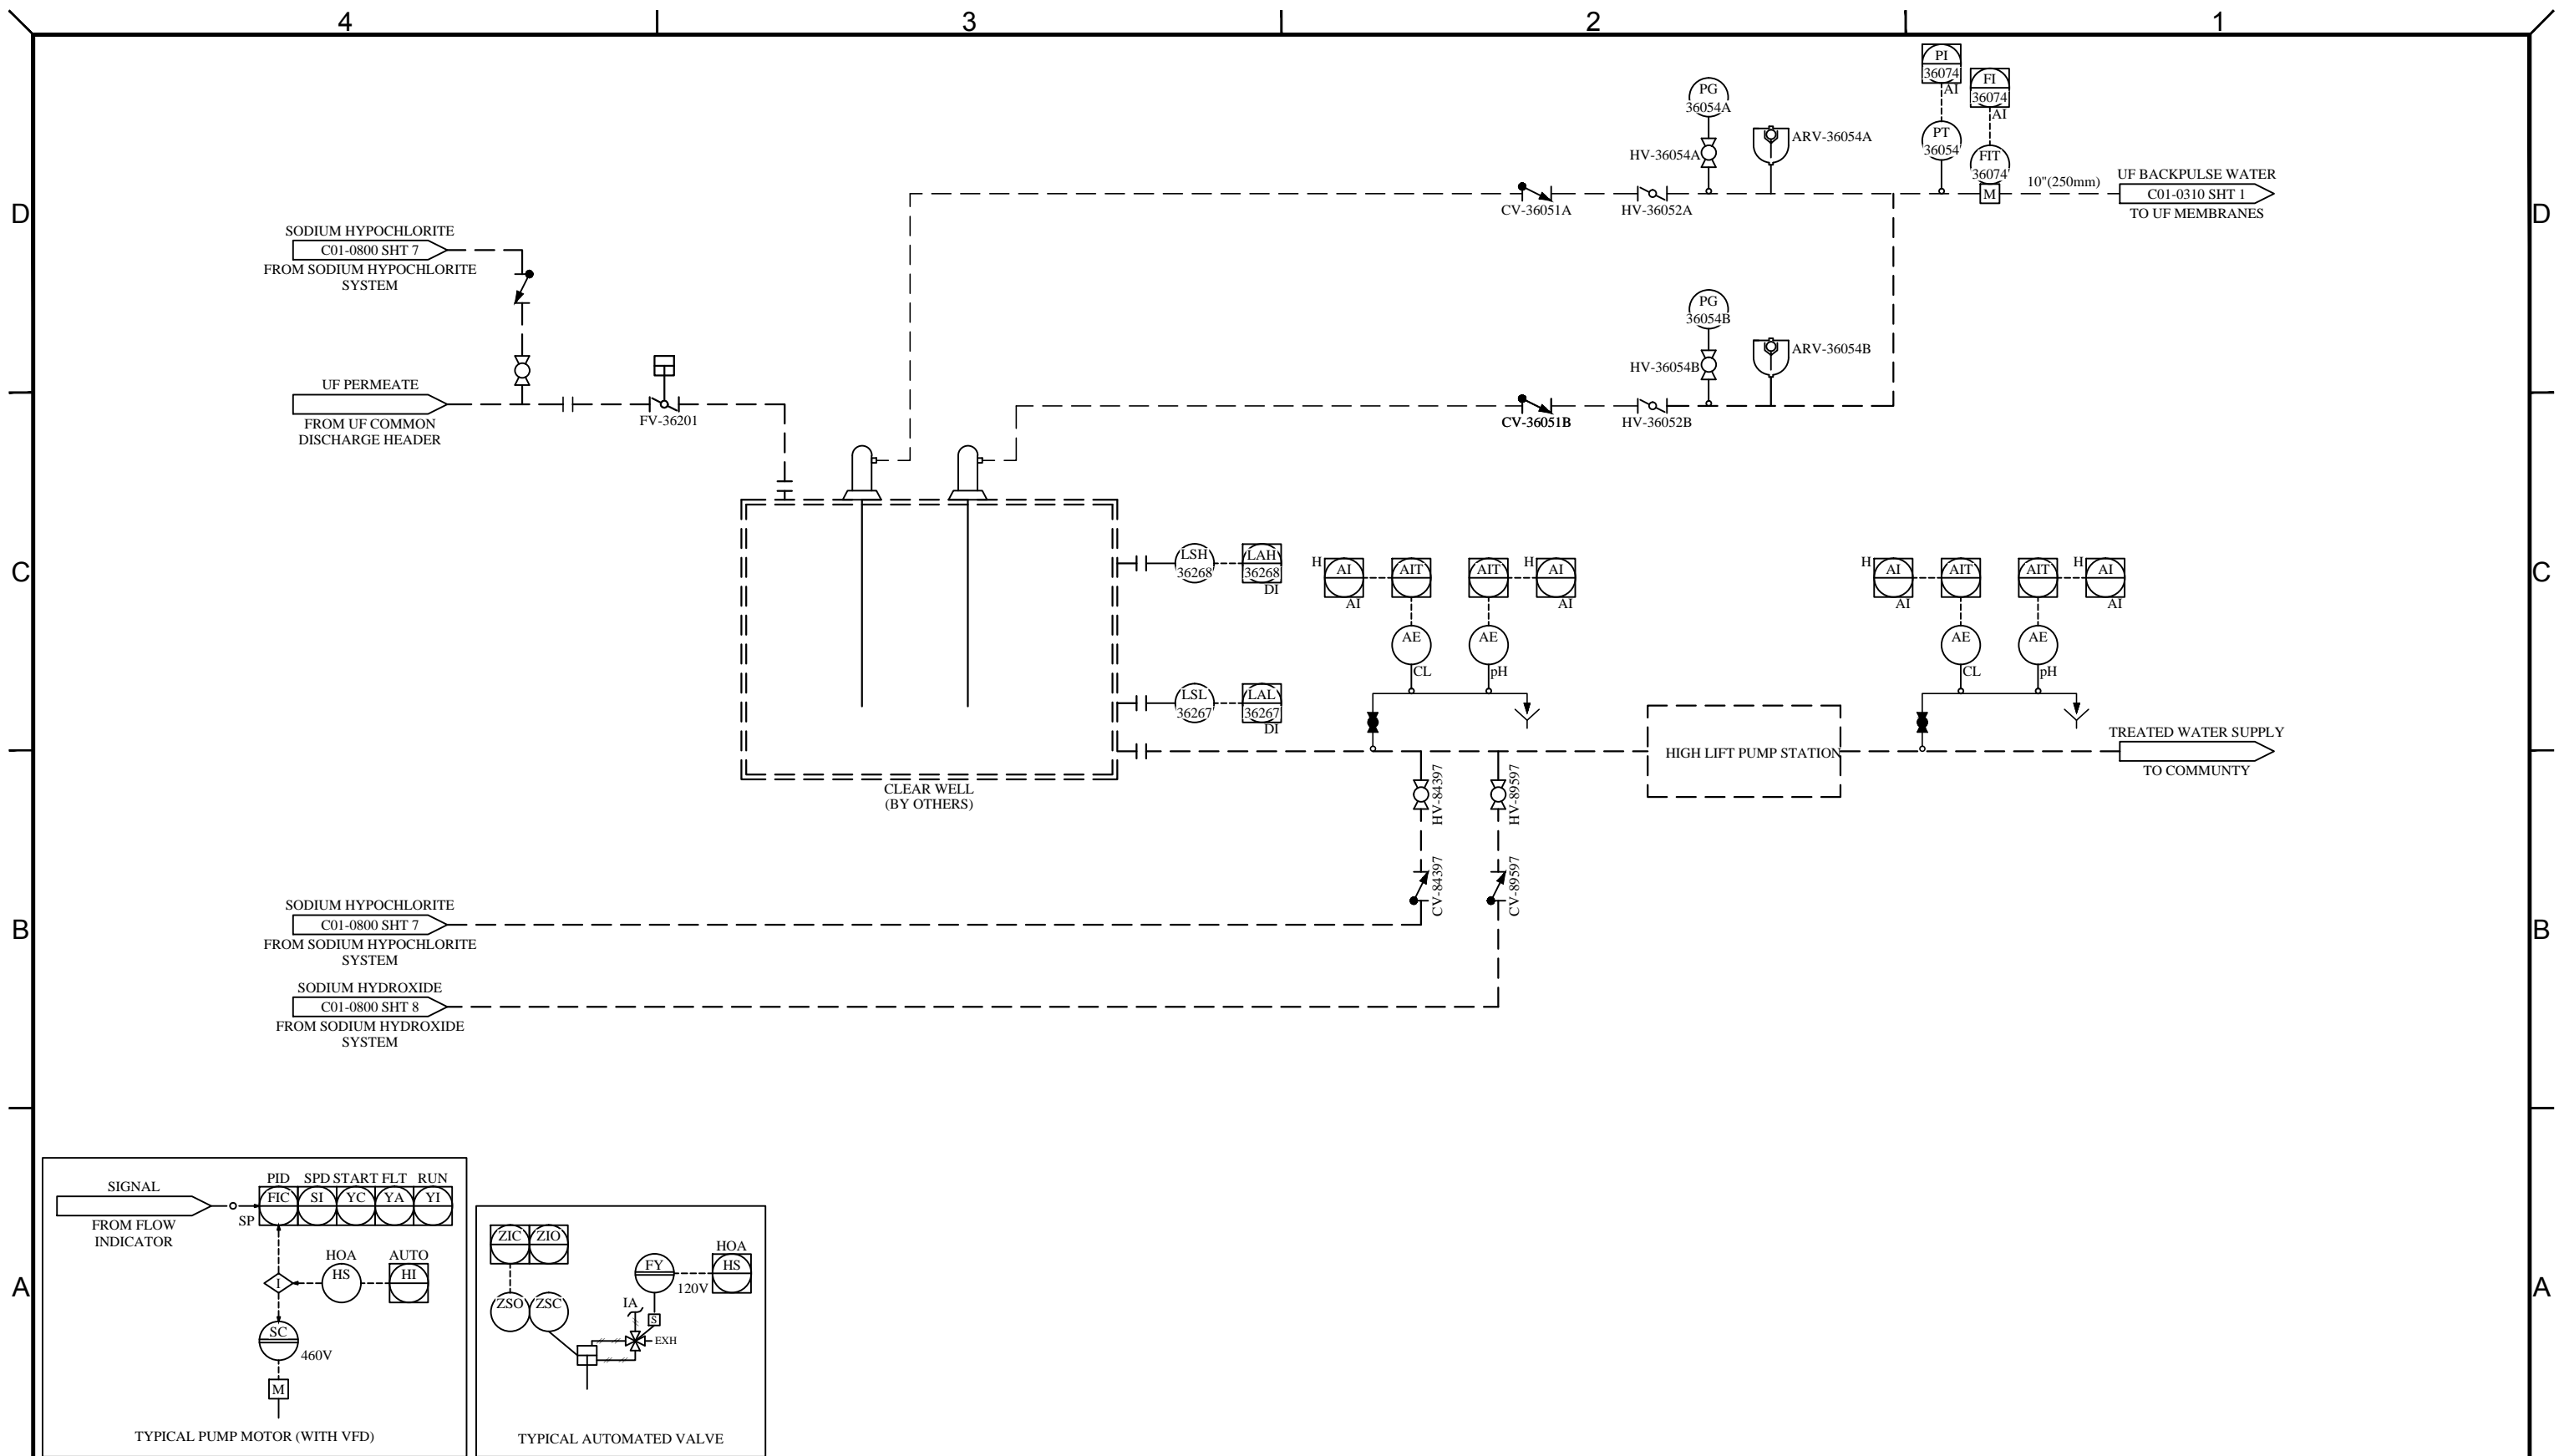 4
3
2
1
D
D
C
C
B
B
A
A
PI
36074
AI
FI
36074
AI
PT
36054
FIT
36074
M
10"(250mm)
UF BACKPULSE WATER
C01-0310 SHT 1
TO UF MEMBRANES
PG
36054A
HV-36054A
ARV-36054A
CV-36051A
HV-36052A
SODIUM HYPOCHLORITE
C01-0800 SHT 7
FROM SODIUM HYPOCHLORITE
SYSTEM
PG
36054B
HV-36054B
ARV-36054B
CV-36051B
HV-36052B
UF PERMEATE
FROM UF COMMON
DISCHARGE HEADER
FV-36201
LSH
36268
LAH
36268
DI
LSL
36267
LAL
36267
DI
CLEAR WELL
(BY OTHERS)
H
AI
AI
AIT
AIT
H
AI
AI
AE
CL
AE
pH
H
AI
AI
AIT
AIT
H
AI
AI
AE
CL
AE
pH
HIGH LIFT PUMP STATION
TREATED WATER SUPPLY
TO COMMUNTY
HV-84397
HV-89597
CV-84397
CV-89597
SODIUM HYPOCHLORITE
C01-0800 SHT 7
FROM SODIUM HYPOCHLORITE
SYSTEM
SODIUM HYDROXIDE
C01-0800 SHT 8
FROM SODIUM HYDROXIDE
SYSTEM
SIGNAL
FROM FLOW
INDICATOR
SP
PID SPD START FLT RUN
FIC SI YC YA YI
HOA
HS
AUTO
HI
I
SC
460V
M
TYPICAL PUMP MOTOR (WITH VFD)
ZIC ZIO
ZSO ZSC
FY
120V
HOA
HS
IA
S
EXH
TYPICAL AUTOMATED VALVE